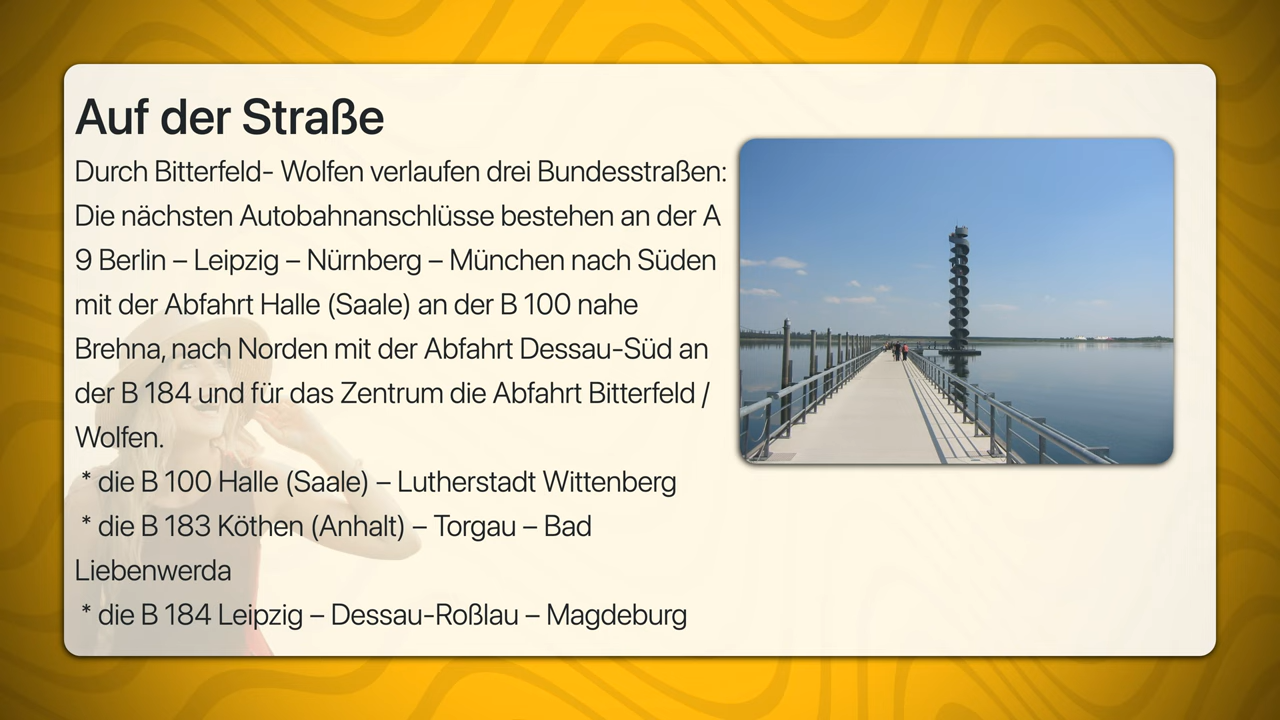 Auf der Straße
Durch Bitterfeld- Wolfen verlaufen drei Bundesstraßen:
Die nächsten Autobahnanschlüsse bestehen an der A
9 Berlin – Leipzig – Nürnberg – München nach Süden
mit der Abfahrt Halle (Saale) an der B 100 nahe
Brehna, nach Norden mit der Abfahrt Dessau-Süd an
der B 184 und für das Zentrum die Abfahrt Bitterfeld /
Wolfen.
* die B 100 Halle (Saale) – Lutherstadt Wittenberg
* die B 183 Köthen (Anhalt) – Torgau – Bad
Liebenwerda
* die B 184 Leipzig – Dessau-Roßlau – Magdeburg